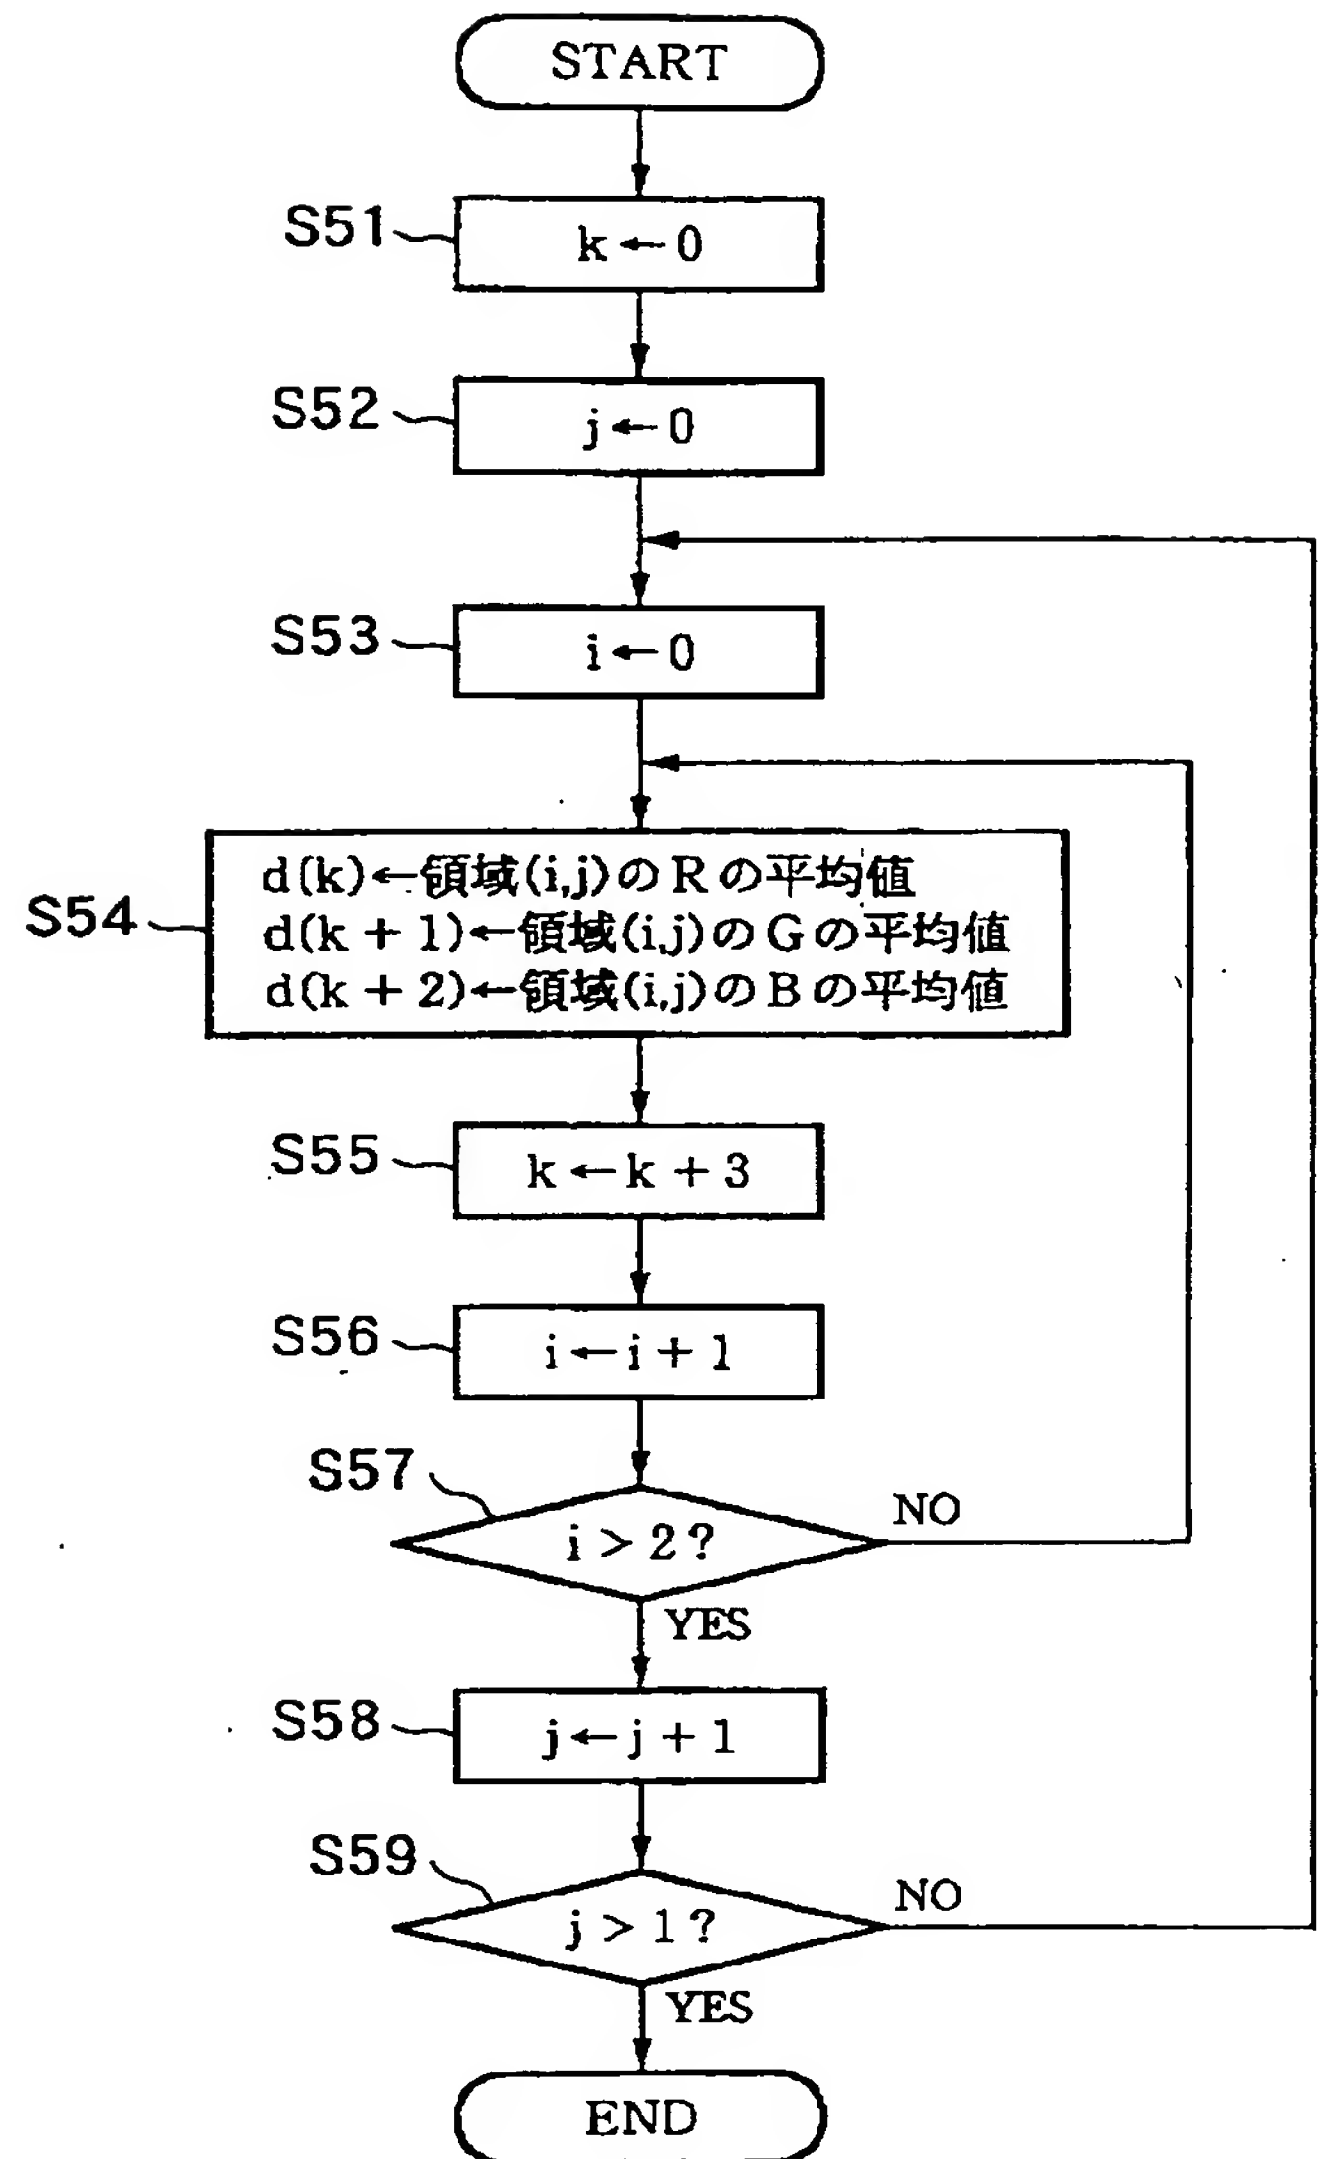 START
S51
k←0
S52
j←0
S53
i←0
S54
d(k)←領域(i,j)のRの平均値
d(k + 1)←領域(i,j)のGの平均値
d(k + 2)←領域(i,j)のBの平均値
S55
k←k + 3
S56
i←i + 1
S57
i > 2 ?
NO
YES
S58
j←j + 1
S59
j > 1 ?
NO
YES
END